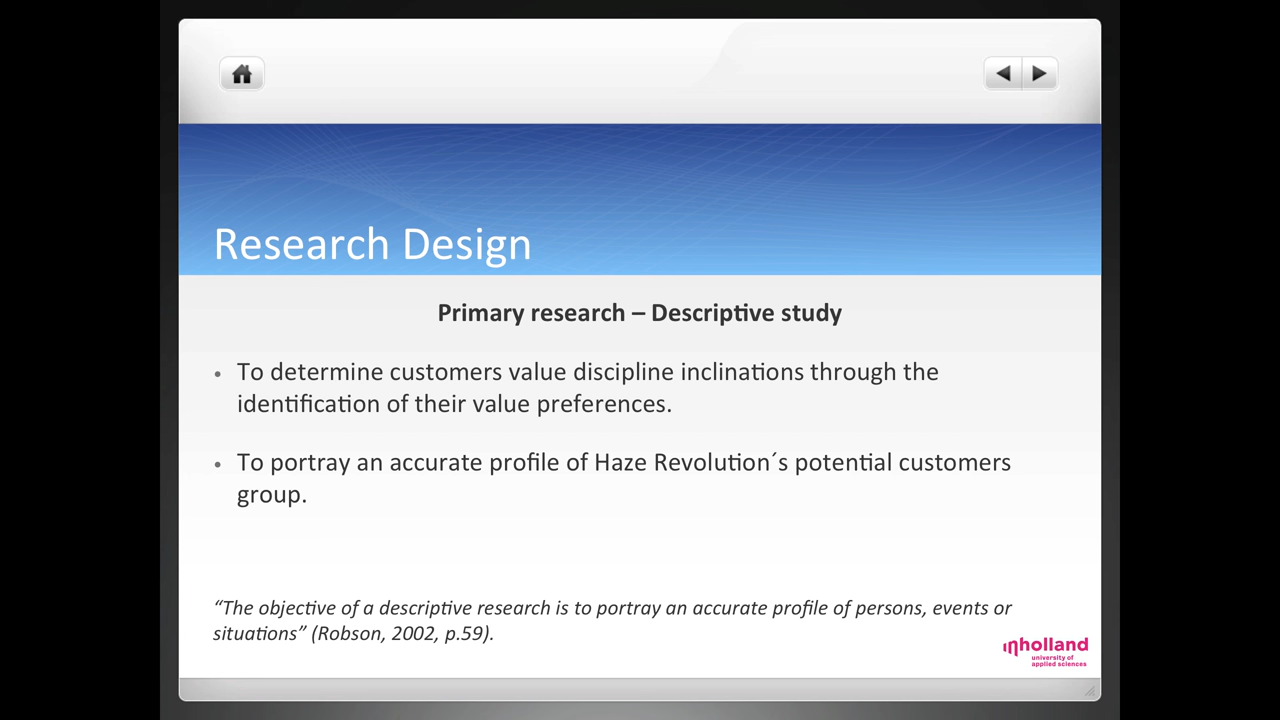 Research Design
Primary research – Descriptive study
• To determine customers value discipline inclinations through the
identification of their value preferences.
• To portray an accurate profile of Haze Revolution´s potential customers
group.
“The objective of a descriptive research is to portray an accurate profile of persons, events or
situations” (Robson, 2002, p.59).
inholland
university of
applied sciences